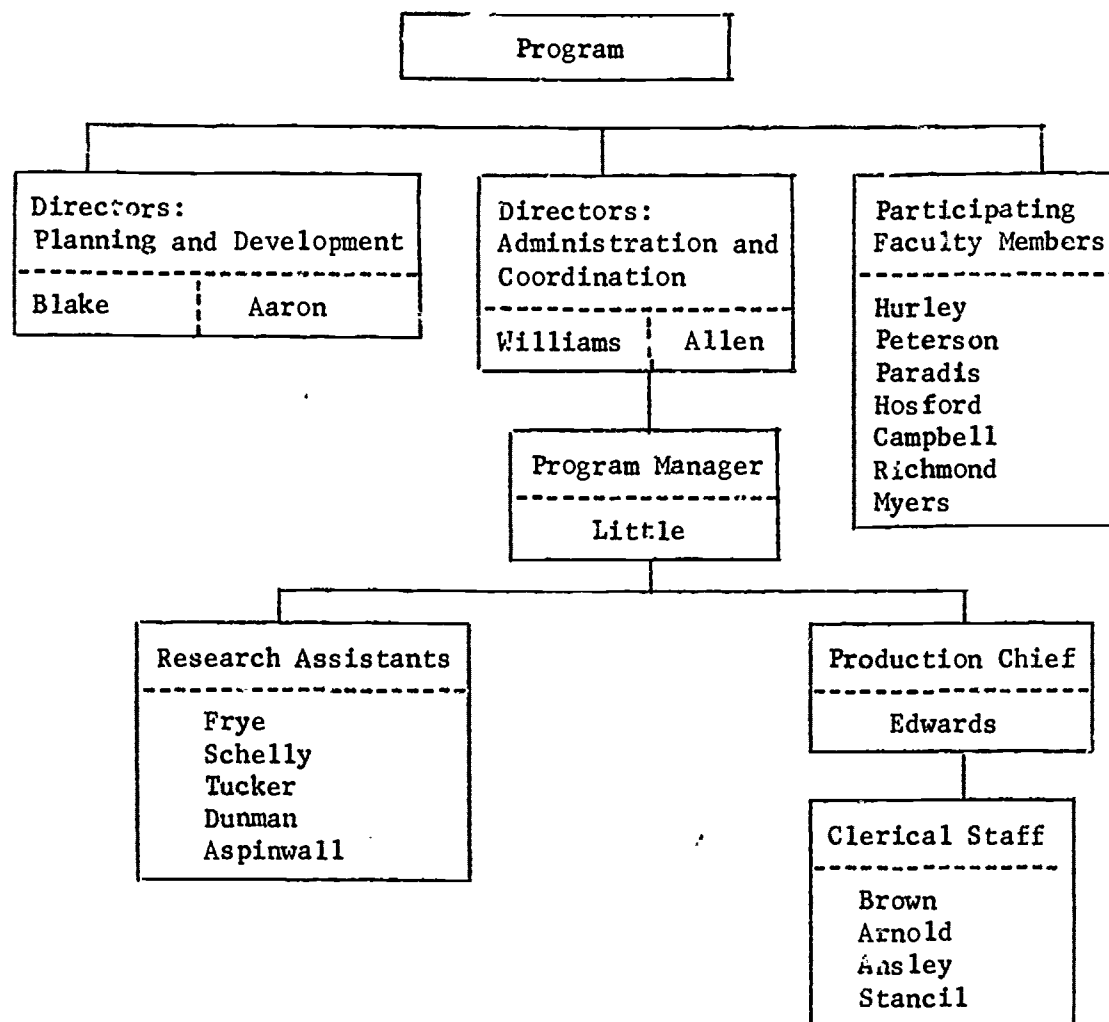 Program
Directors:
Planning and Development
Blake Aaron
Directors:
Administration and
Coordination
Williams Allen
Participating
Faculty Members
Hurley
Peterson
Paradis
Hosford
Campbell
Richmond
Myers
Program Manager
Little
Research Assistants
Frye
Schelly
Tucker
Dunman
Aspinwall
Production Chief
Edwards
Clerical Staff
Brown
Arnold
Ansley
Stancil